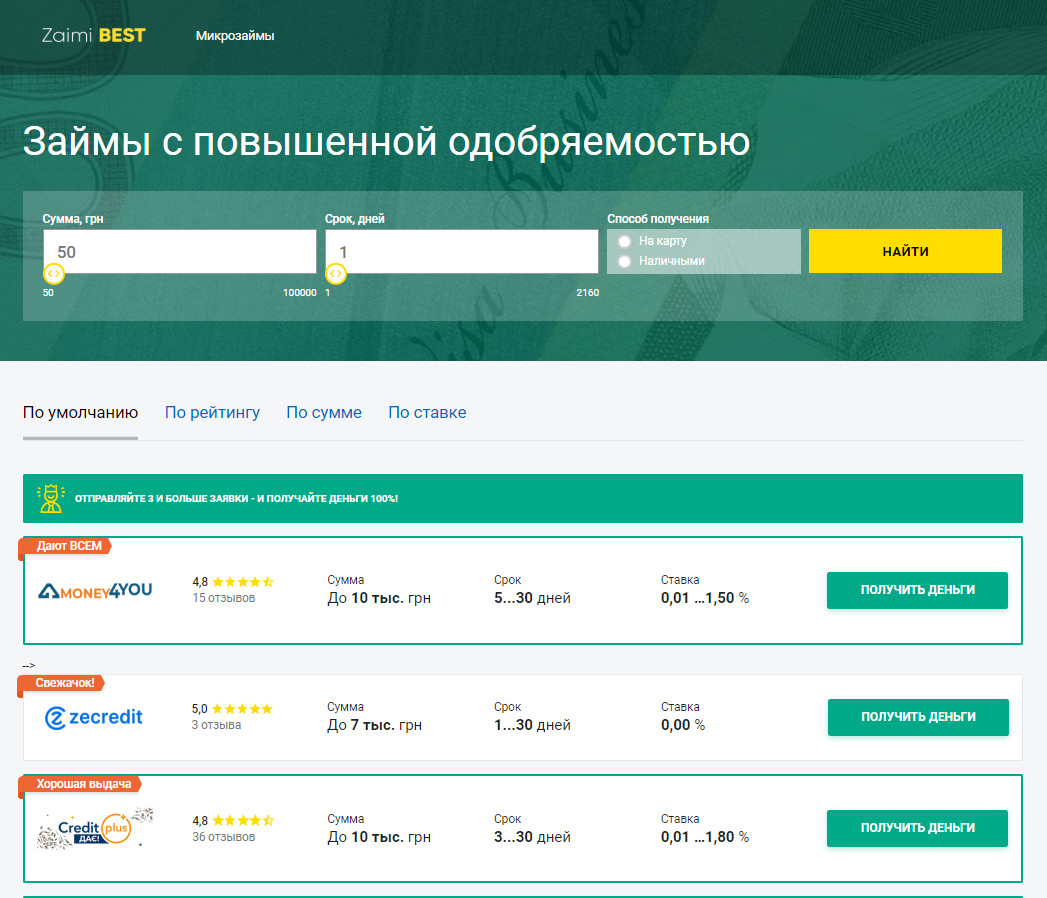 Zaimi BEST
Микрозаймы
Займы с повышенной одобряемостью
Сумма, грн
Срок, дней
Способ получения
50
1
На карту
Наличными
НАЙТИ
50 100000
1 2160
По умолчанию По рейтингу По сумме По ставке
ОТПРАВЛЯЙТЕ 3 И БОЛЬШЕ ЗАЯВКИ - И ПОЛУЧАЙТЕ ДЕНЬГИ 100%!
Дают ВСЕМ
MONEY4YOU
4,8
15 отзывов
Сумма
До 10 тыс. грн
Срок
5...30 дней
Ставка
0,01 ...1,50 %
ПОЛУЧИТЬ ДЕНЬГИ
-->
Свежачок!
zecredit
5,0
3 отзыва
Сумма
До 7 тыс. грн
Срок
1...30 дней
Ставка
0,00 %
ПОЛУЧИТЬ ДЕНЬГИ
Хорошая выдача
Credit plus
ДАЄ!
4,8
36 отзывов
Сумма
До 10 тыс. грн
Срок
3...30 дней
Ставка
0,01 ...1,80 %
ПОЛУЧИТЬ ДЕНЬГИ
Visa Business